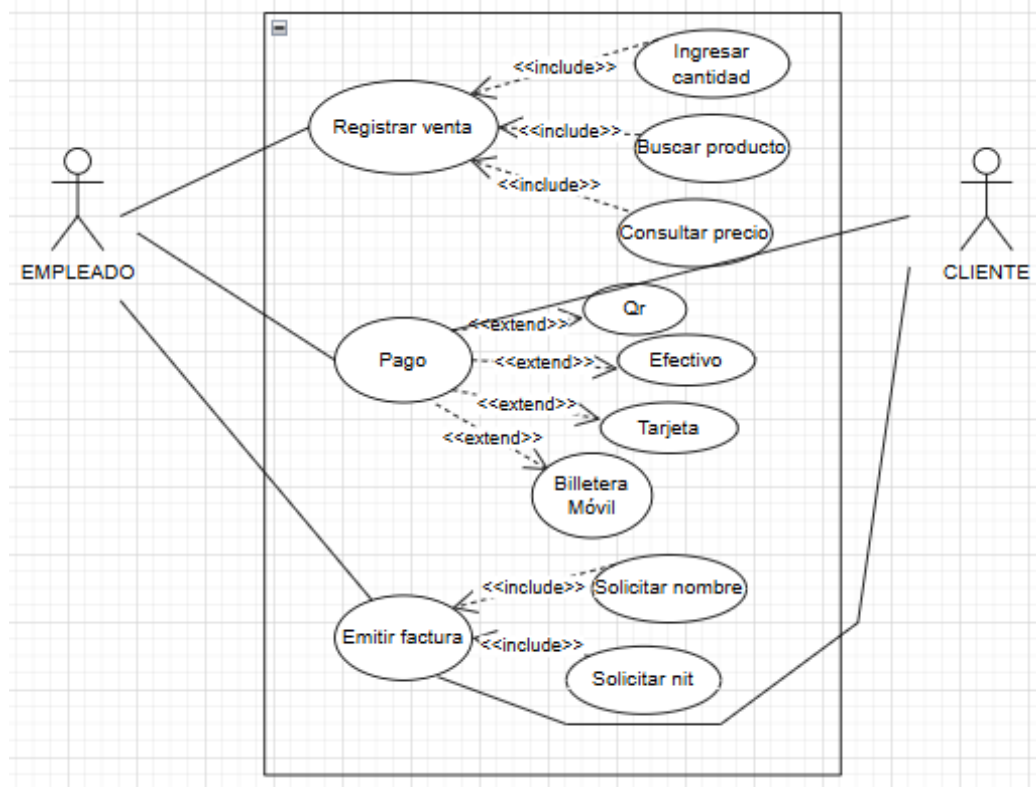 Ingresar
cantidad
<<include>>
Registrar venta
<<include>>
Buscar producto
<<include>>
Consultar precio
EMPLEADO
CLIENTE
Qr
<<extend>>
Pago
<<extend>>
Efectivo
<<extend>>
Tarjeta
<<extend>>
Billetera
Móvil
<<include>>
Solicitar nombre
Emitir factura
<<include>>
Solicitar nit